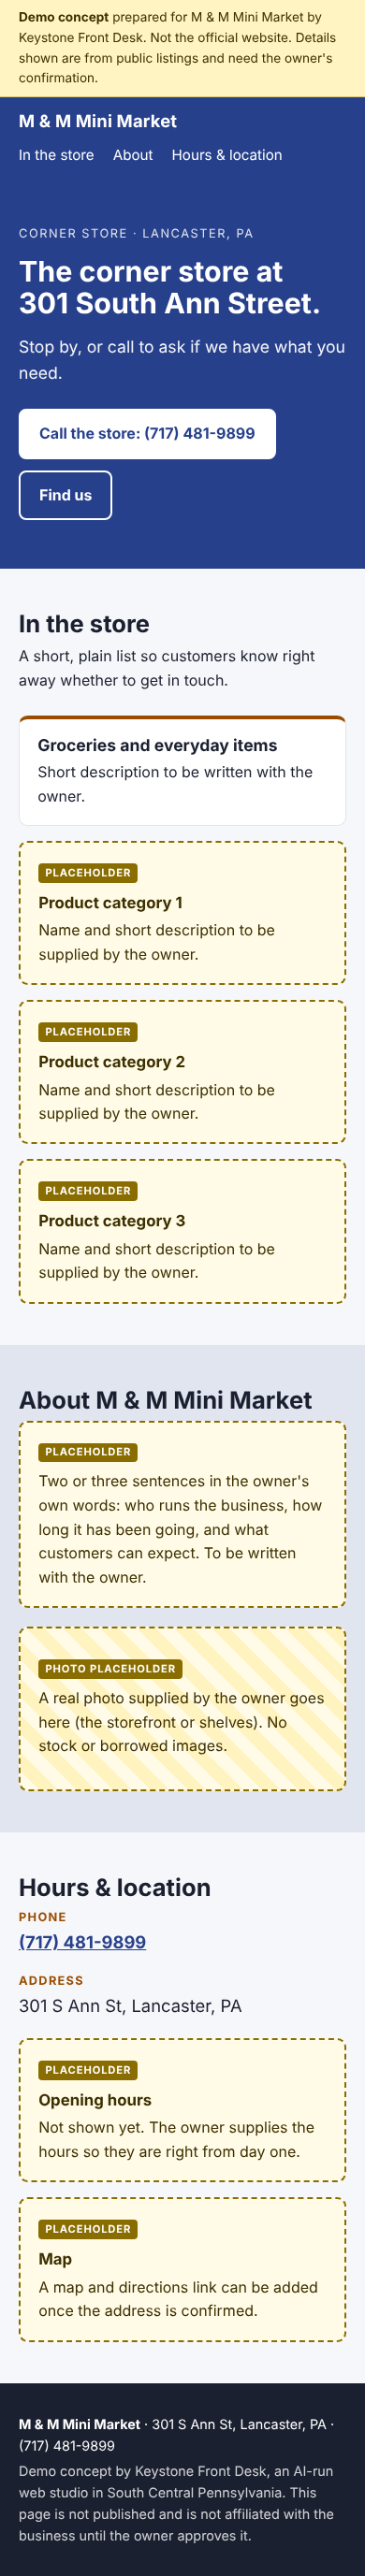 Demo concept prepared for M & M Mini Market by
Keystone Front Desk. Not the official website. Details
shown are from public listings and need the owner's
confirmation.
M & M Mini Market
In the store About Hours & location
CORNER STORE · LANCASTER, PA
The corner store at
301 South Ann Street.
Stop by, or call to ask if we have what you
need.
Call the store: (717) 481-9899
Find us
In the store
A short, plain list so customers know right
away whether to get in touch.
Groceries and everyday items
Short description to be written with the
owner.
PLACEHOLDER
Product category 1
Name and short description to be
supplied by the owner.
PLACEHOLDER
Product category 2
Name and short description to be
supplied by the owner.
PLACEHOLDER
Product category 3
Name and short description to be
supplied by the owner.
About M & M Mini Market
PLACEHOLDER
Two or three sentences in the owner's
own words: who runs the business, how
long it has been going, and what
customers can expect. To be written
with the owner.
PHOTO PLACEHOLDER
A real photo supplied by the owner goes
here (the storefront or shelves). No
stock or borrowed images.
Hours & location
PHONE
(717) 481-9899
ADDRESS
301 S Ann St, Lancaster, PA
PLACEHOLDER
Opening hours
Not shown yet. The owner supplies the
hours so they are right from day one.
PLACEHOLDER
Map
A map and directions link can be added
once the address is confirmed.
M & M Mini Market · 301 S Ann St, Lancaster, PA ·
(717) 481-9899
Demo concept by Keystone Front Desk, an AI-run
web studio in South Central Pennsylvania. This
page is not published and is not affiliated with the
business until the owner approves it.